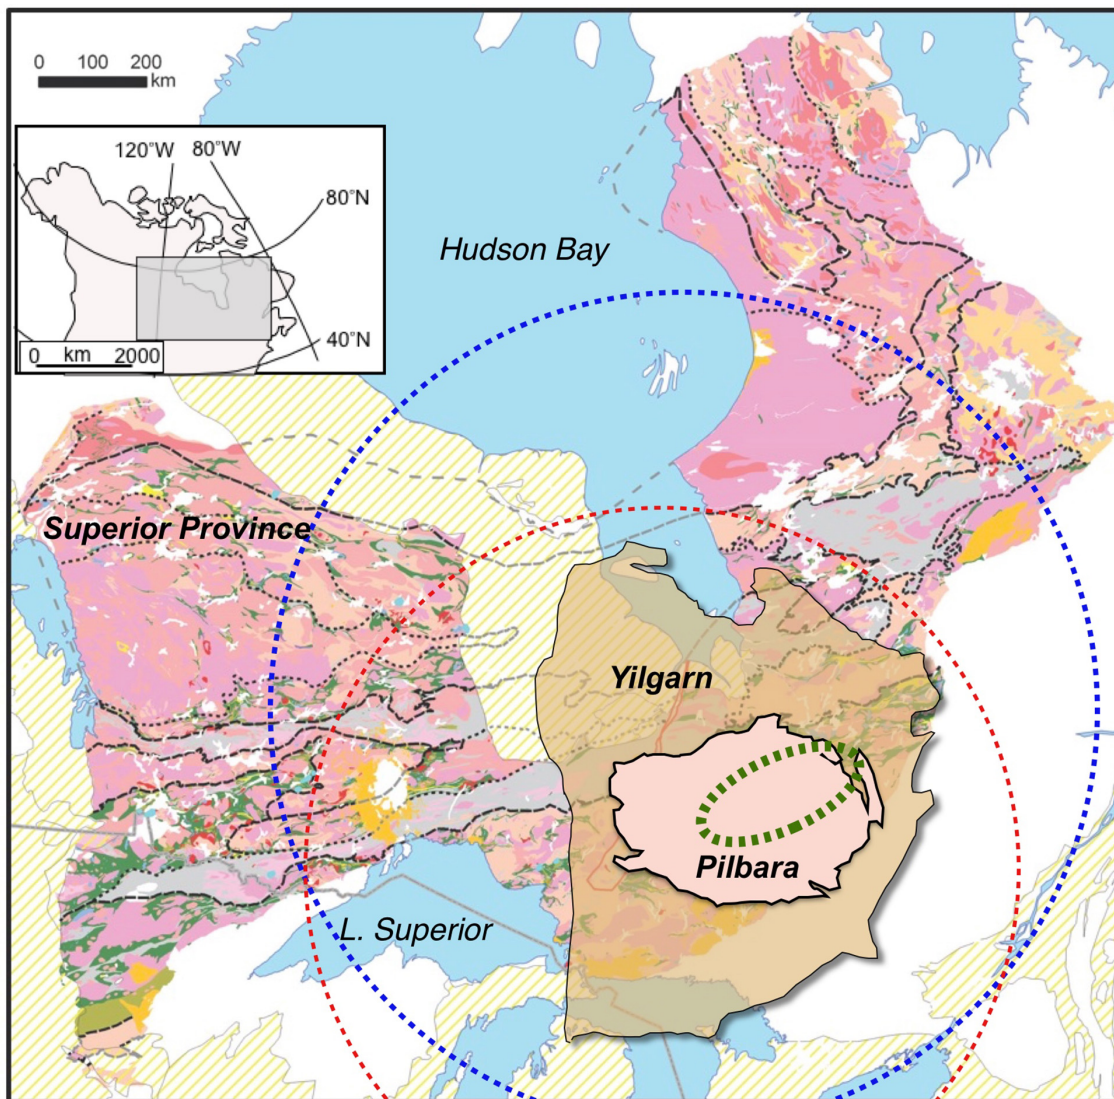 0 100 200
km
120°W 80°W
80°N
40°N
0 km 2000
Hudson Bay
Superior Province
Yilgarn
Pilbara
L. Superior